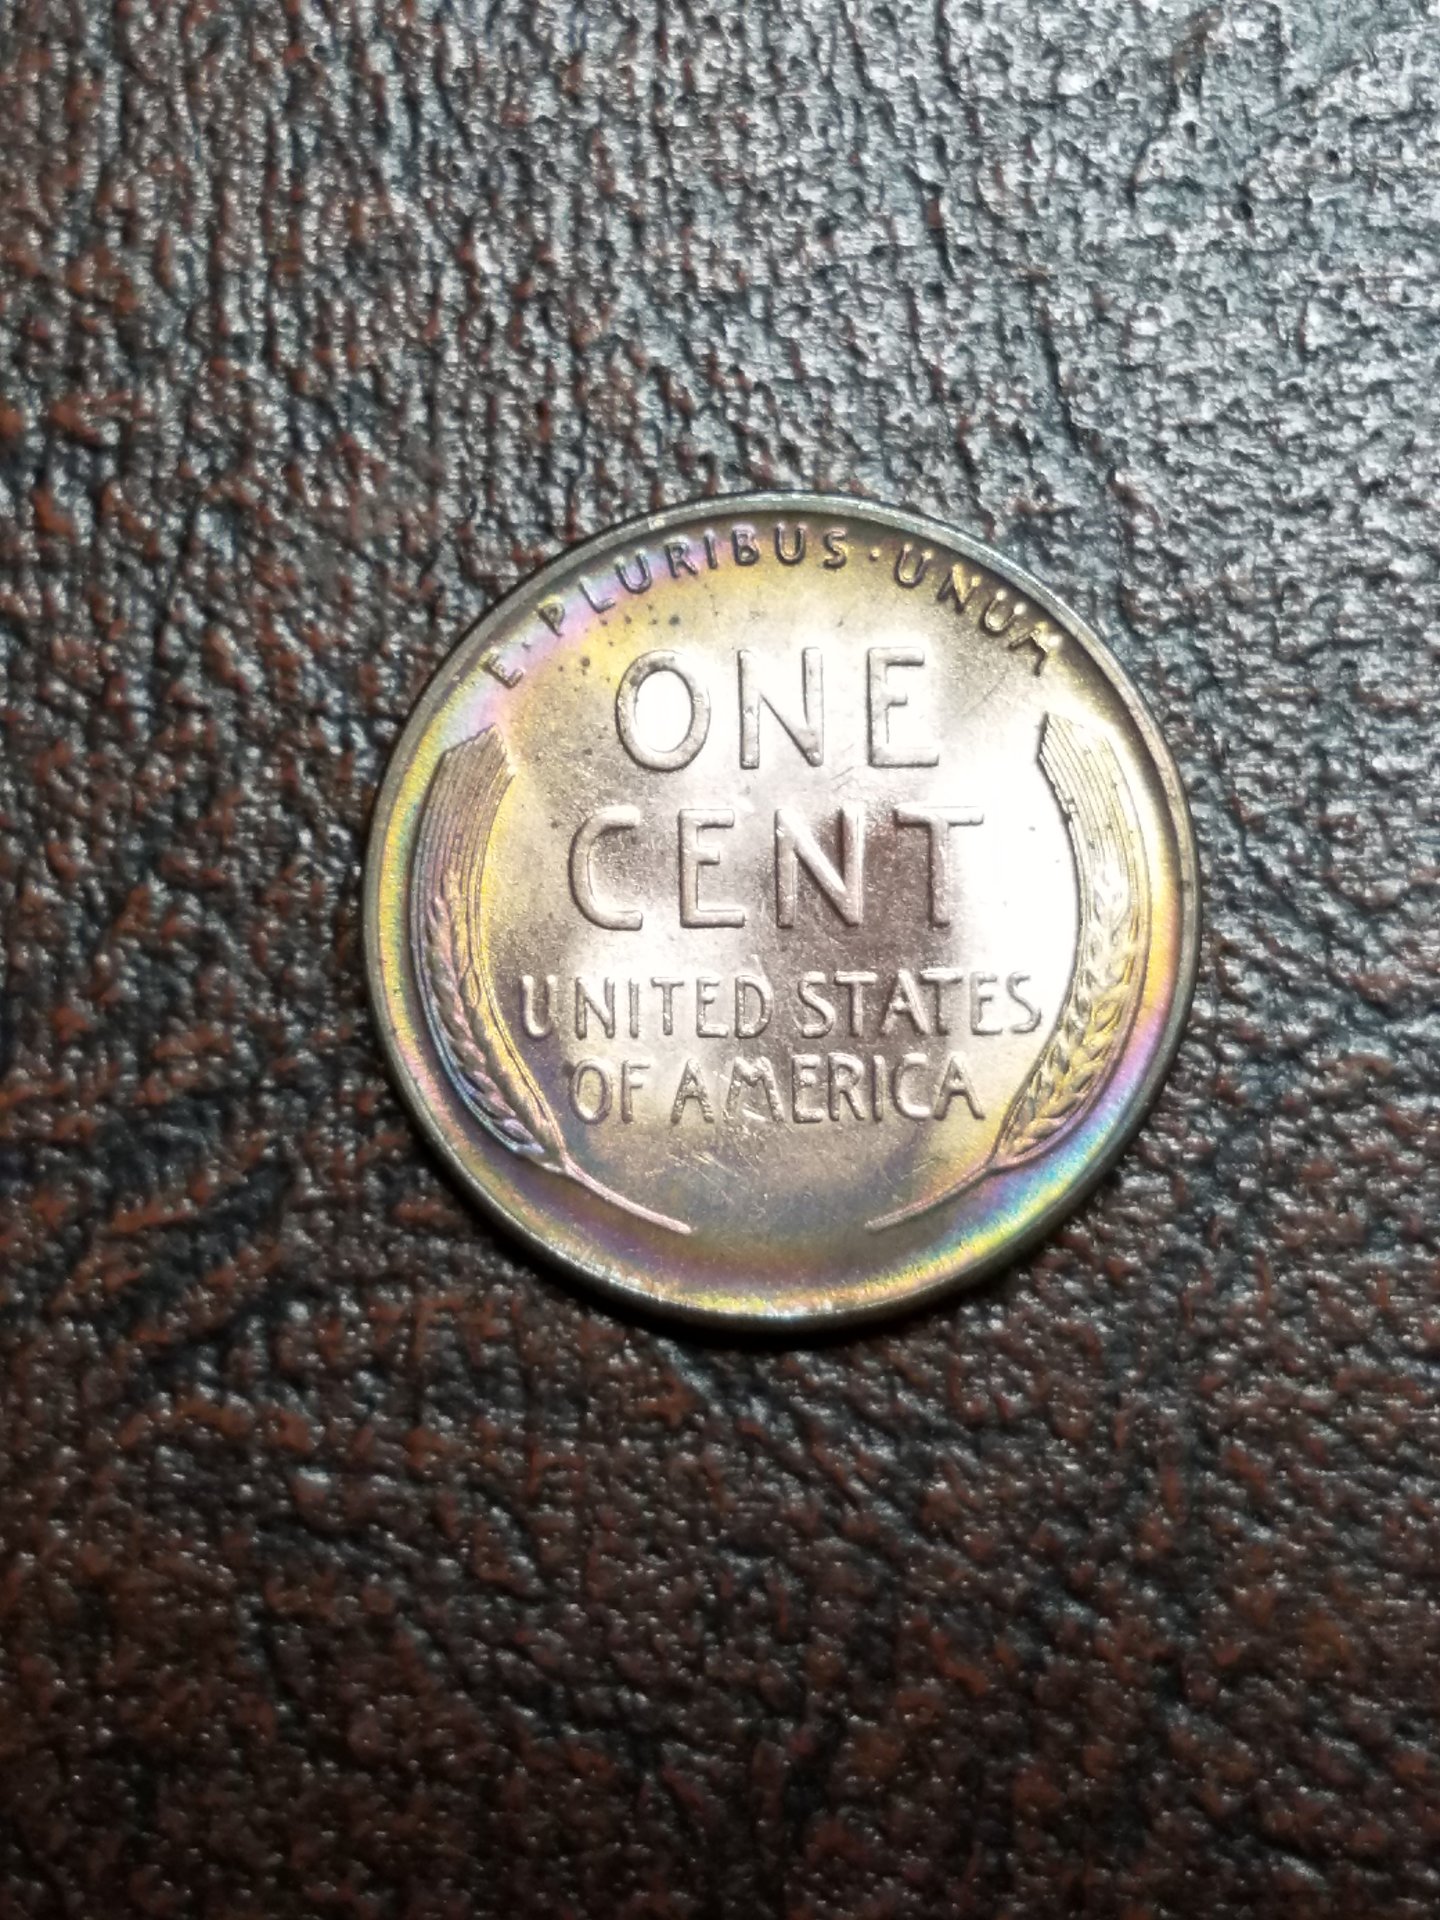 E · PLURIBUS · UNUM
ONE
CENT
UNITED STATES
OF AMERICA